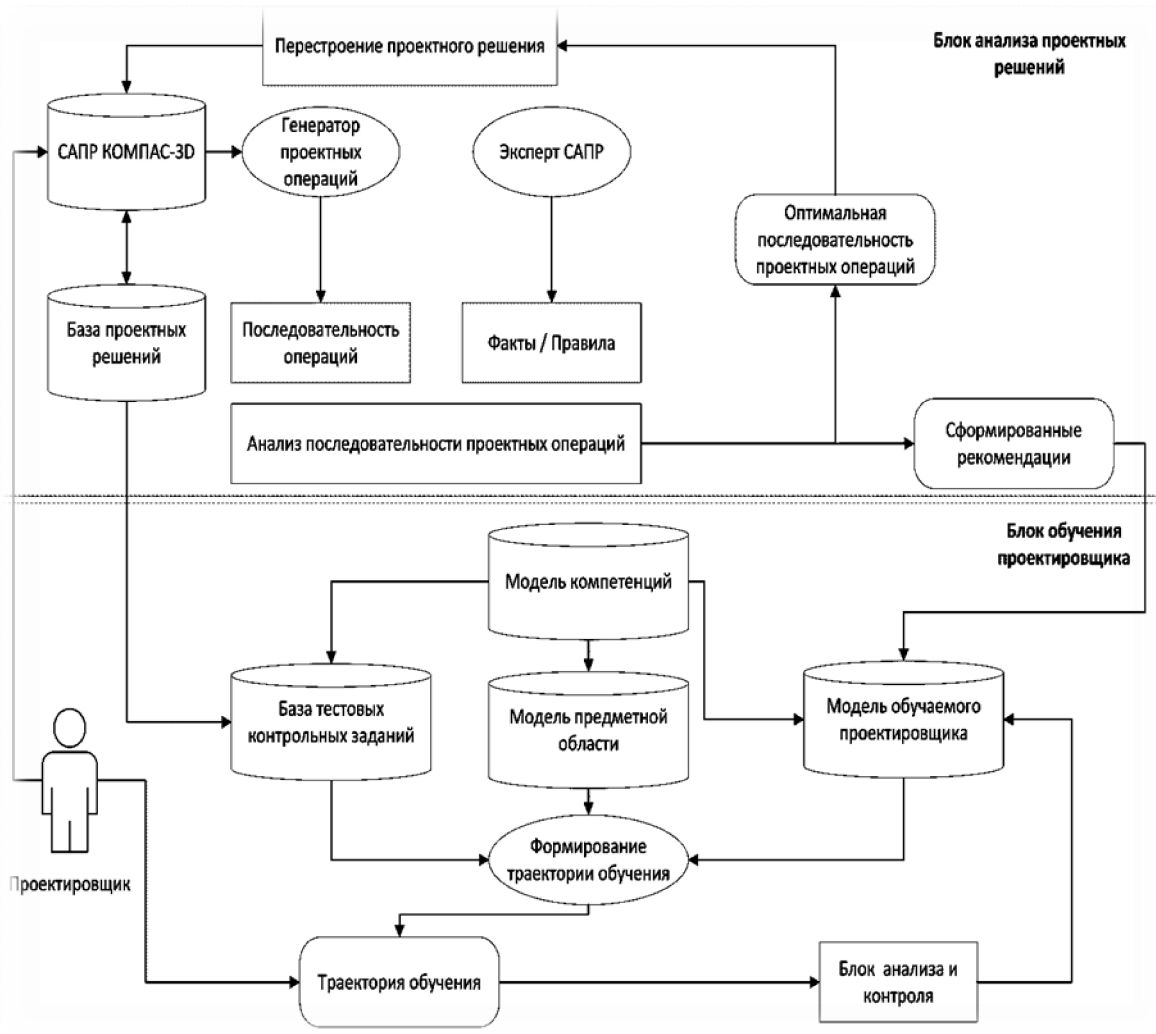 Перестроение проектного решения
Блок анализа проектных
решений
САПР КОМПАС-3D
Генератор
проектных
операций
Эксперт САПР
Оптимальная
последовательность
проектных операций
База проектных
решений
Последовательность
операций
Факты / Правила
Анализ последовательности проектных операций
Сформированные
рекомендации
Блок обучения
проектировщика
Модель компетенций
База тестовых
контрольных заданий
Модель предметной
области
Модель обучаемого
проектировщика
Формирование
траектории обучения
Проектировщик
Траектория обучения
Блок анализа и
контроля